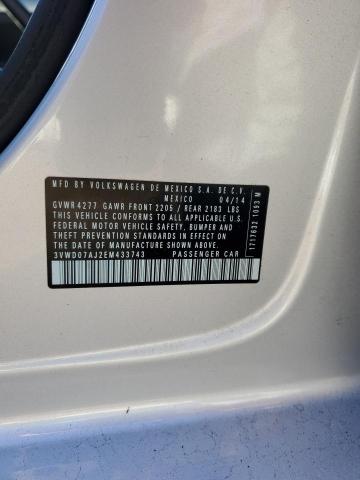 MFD BY VOLKSWAGEN DE MEXICO S.A. DE C.V.
MEXICO 04/14
GVWR 4277 GAWR FRONT 2205 / REAR 2183 LBS
THIS VEHICLE CONFORMS TO ALL APPLICABLE U.S.
FEDERAL MOTOR VEHICLE SAFETY, BUMPER AND
THEFT PREVENTION STANDARDS IN EFFECT ON
THE DATE OF MANUFACTURE SHOWN ABOVE.
3VWD07AJ2EM433743 PASSENGER CAR
1717632 1093 M